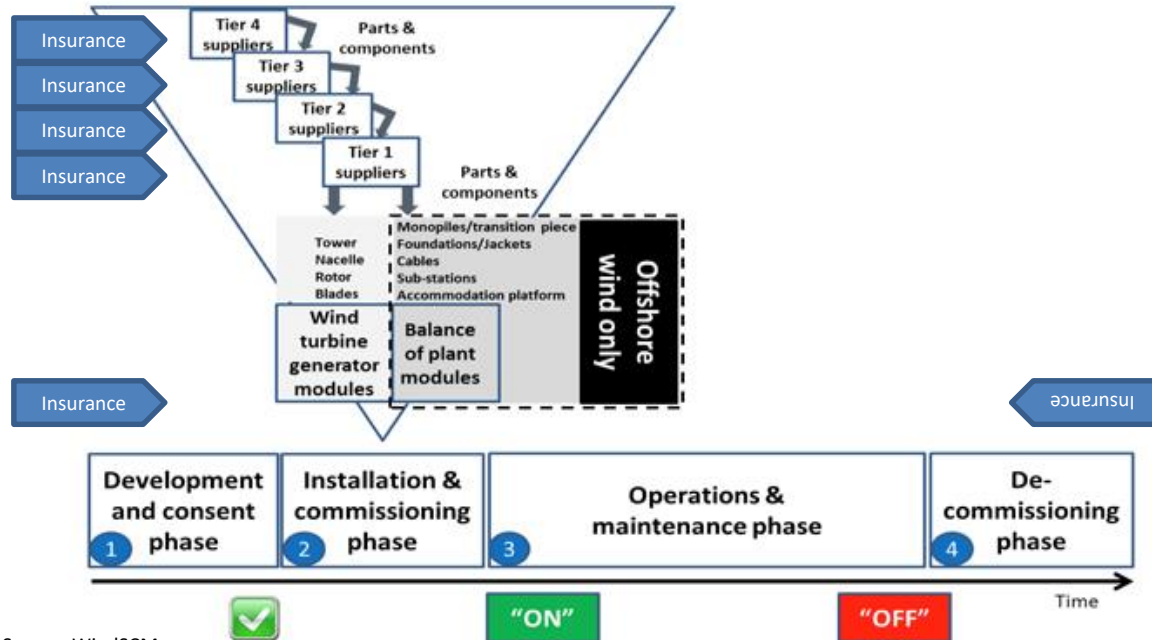 Insurance
Insurance
Insurance
Insurance
Tier 4
suppliers
Parts &
components
Tier 3
suppliers
Tier 2
suppliers
Tier 1
suppliers
Parts &
components
Tower
Nacelle
Rotor
Blades
Monopiles/transition piece
Foundations/Jackets
Cables
Sub-stations
Accommodation platform
Offshore
wind only
Wind
turbine
generator
modules
Balance
of plant
modules
Insurance
Insurance
Development
and consent
phase
1
Installation &
commissioning
phase
2
Operations &
maintenance phase
3
De-
commissioning
phase
4
Time
"ON"
"OFF"